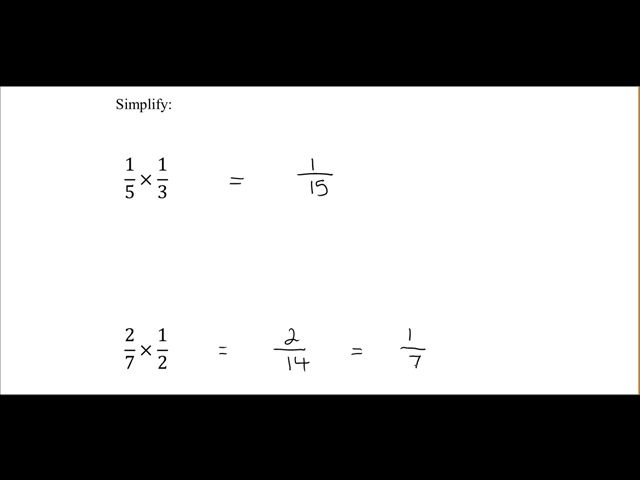 Simplify:
1/5 × 1/3 = 1/15
2/7 × 1/2 = 2/14 = 1/7